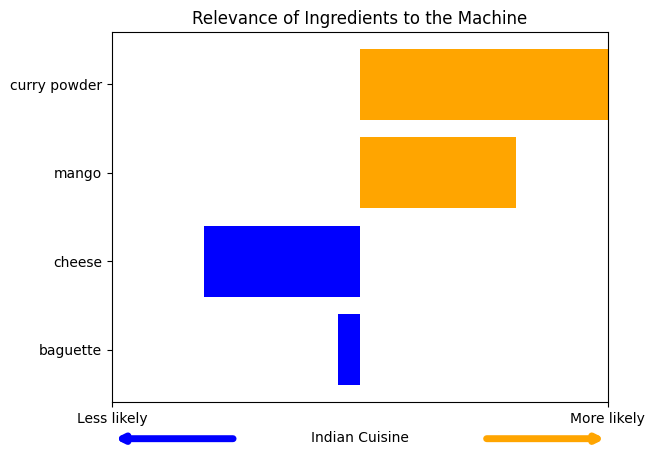 Relevance of Ingredients to the Machine
curry powder
mango
cheese
baguette
Less likely
More likely
Indian Cuisine